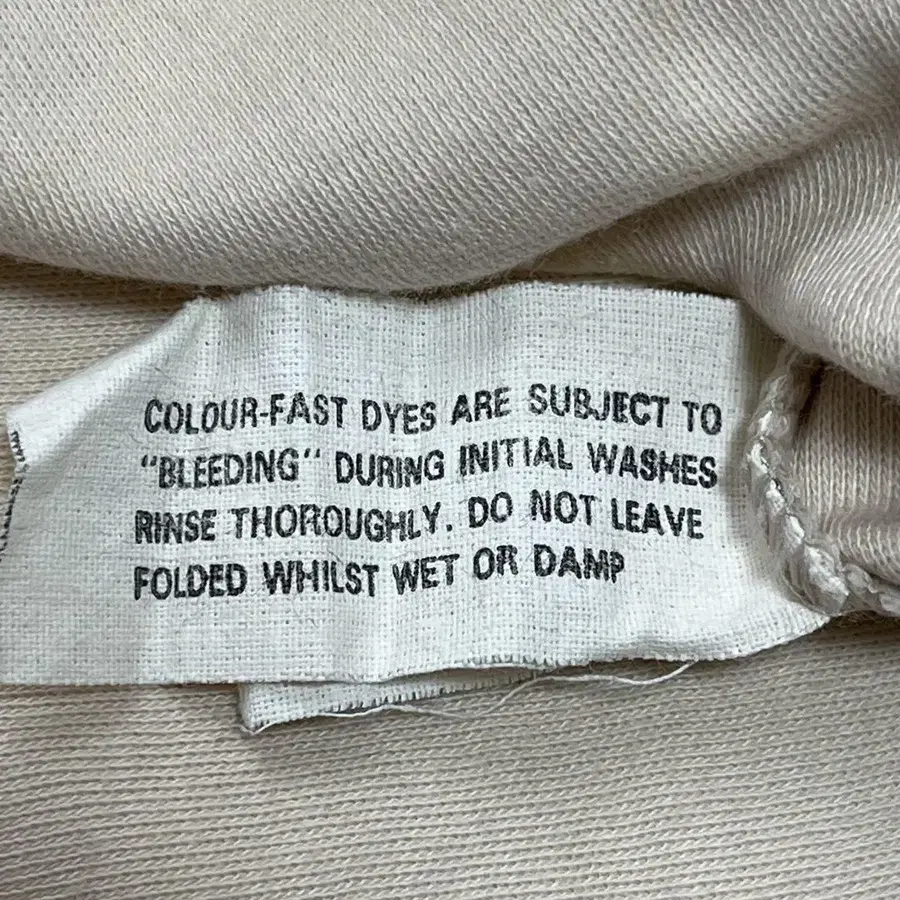 COLOUR-FAST DYES ARE SUBJECT TO
"BLEEDING" DURING INITIAL WASHES
RINSE THOROUGHLY. DO NOT LEAVE
FOLDED WHILST WET OR DAMP